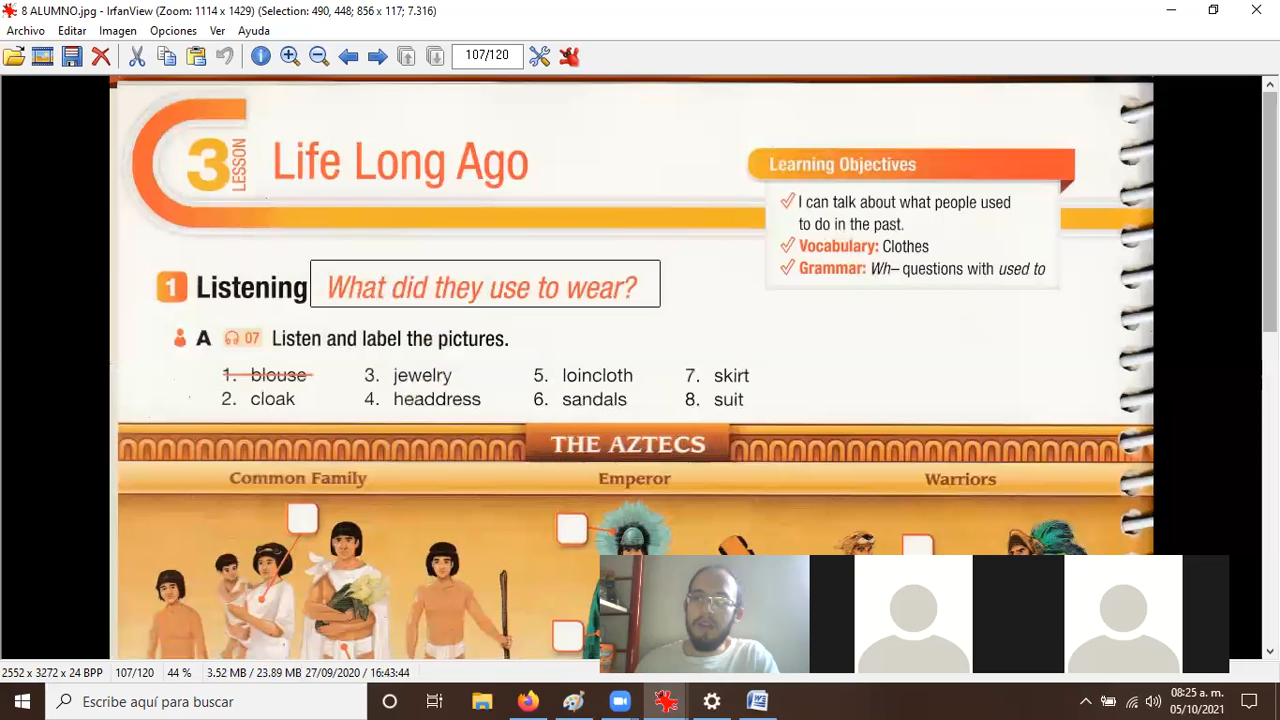 8 ALUMNO.jpg - IrfanView (Zoom: 1114 x 1429) (Selection: 490, 448; 856 x 117; 7.316)
Archivo Editar Imagen Opciones Ver Ayuda
107/120
3 LESSON Life Long Ago
Learning Objectives
I can talk about what people used
to do in the past.
Vocabulary: Clothes
Grammar: Wh– questions with used to
1 Listening What did they use to wear?
A 07 Listen and label the pictures.
1. blouse 3. jewelry 5. loincloth 7. skirt
2. cloak 4. headdress 6. sandals 8. suit
THE AZTECS
Common Family Emperor Warriors
2552 x 3272 x 24 BPP 107/120 44 % 3.52 MB / 23.89 MB 27/09/2020 / 16:43:44
Escribe aquí para buscar
08:25 a. m.
05/10/2021